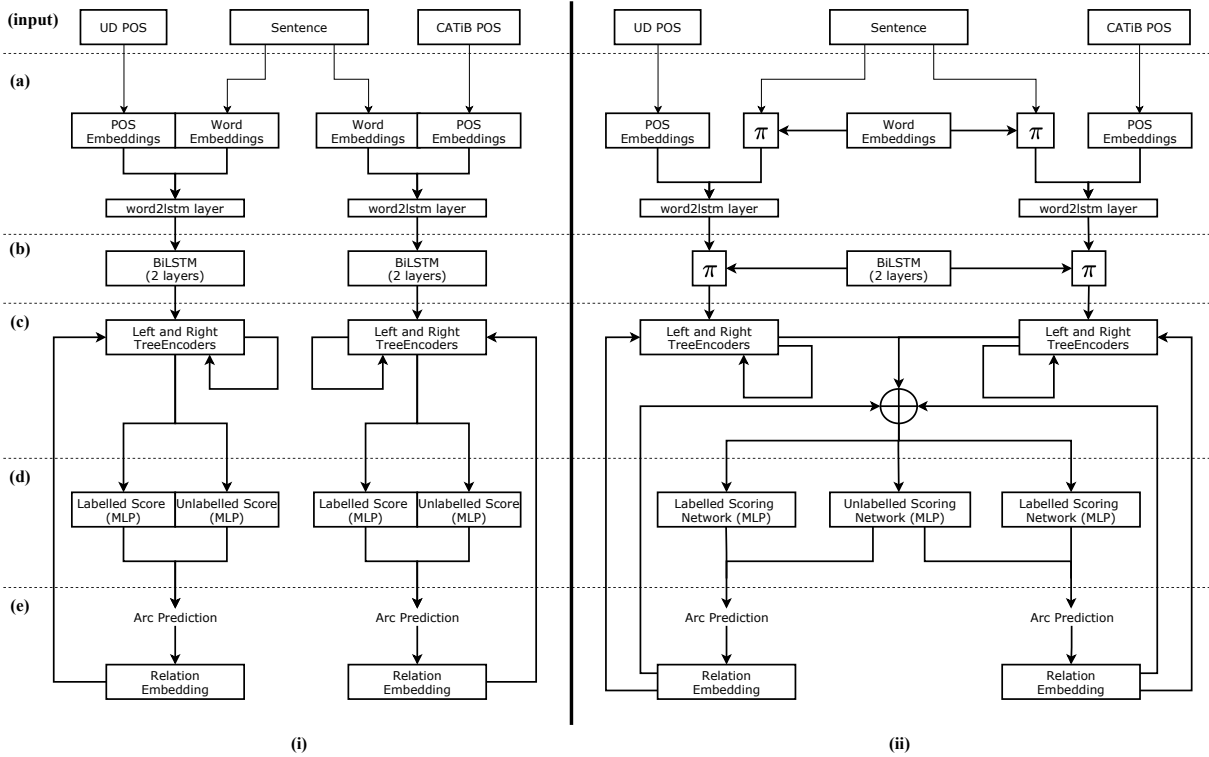 (input)
UD POS
Sentence
CATiB POS
UD POS
Sentence
CATiB POS
(a)
POS
Embeddings
Word
Embeddings
Word
Embeddings
POS
Embeddings
POS
Embeddings
π
Word
Embeddings
π
POS
Embeddings
word2lstm layer
word2lstm layer
word2lstm layer
word2lstm layer
(b)
BiLSTM
(2 layers)
BiLSTM
(2 layers)
π
BiLSTM
(2 layers)
π
(c)
Left and Right
TreeEncoders
Left and Right
TreeEncoders
Left and Right
TreeEncoders
Left and Right
TreeEncoders
(d)
Labelled Score
(MLP)
Unlabelled Score
(MLP)
Labelled Score
(MLP)
Unlabelled Score
(MLP)
Labelled Scoring
Network (MLP)
Unlabelled Scoring
Network (MLP)
Labelled Scoring
Network (MLP)
(e)
Arc Prediction
Arc Prediction
Arc Prediction
Arc Prediction
Relation
Embedding
Relation
Embedding
Relation
Embedding
Relation
Embedding
(i)
(ii)